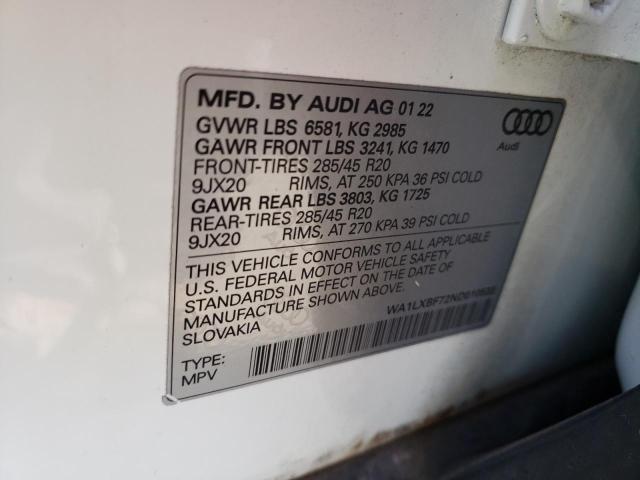 MFD. BY AUDI AG 01 22
GVWR LBS 6581, KG 2985
GAWR FRONT LBS 3241, KG 1470
FRONT-TIRES 285/45 R20
9JX20 RIMS, AT 250 KPA 36 PSI COLD
GAWR REAR LBS 3803, KG 1725
REAR-TIRES 285/45 R20
9JX20 RIMS, AT 270 KPA 39 PSI COLD
Audi
THIS VEHICLE CONFORMS TO ALL APPLICABLE
U.S. FEDERAL MOTOR VEHICLE SAFETY
STANDARDS IN EFFECT ON THE DATE OF
MANUFACTURE SHOWN ABOVE.
SLOVAKIA
TYPE:
MPV